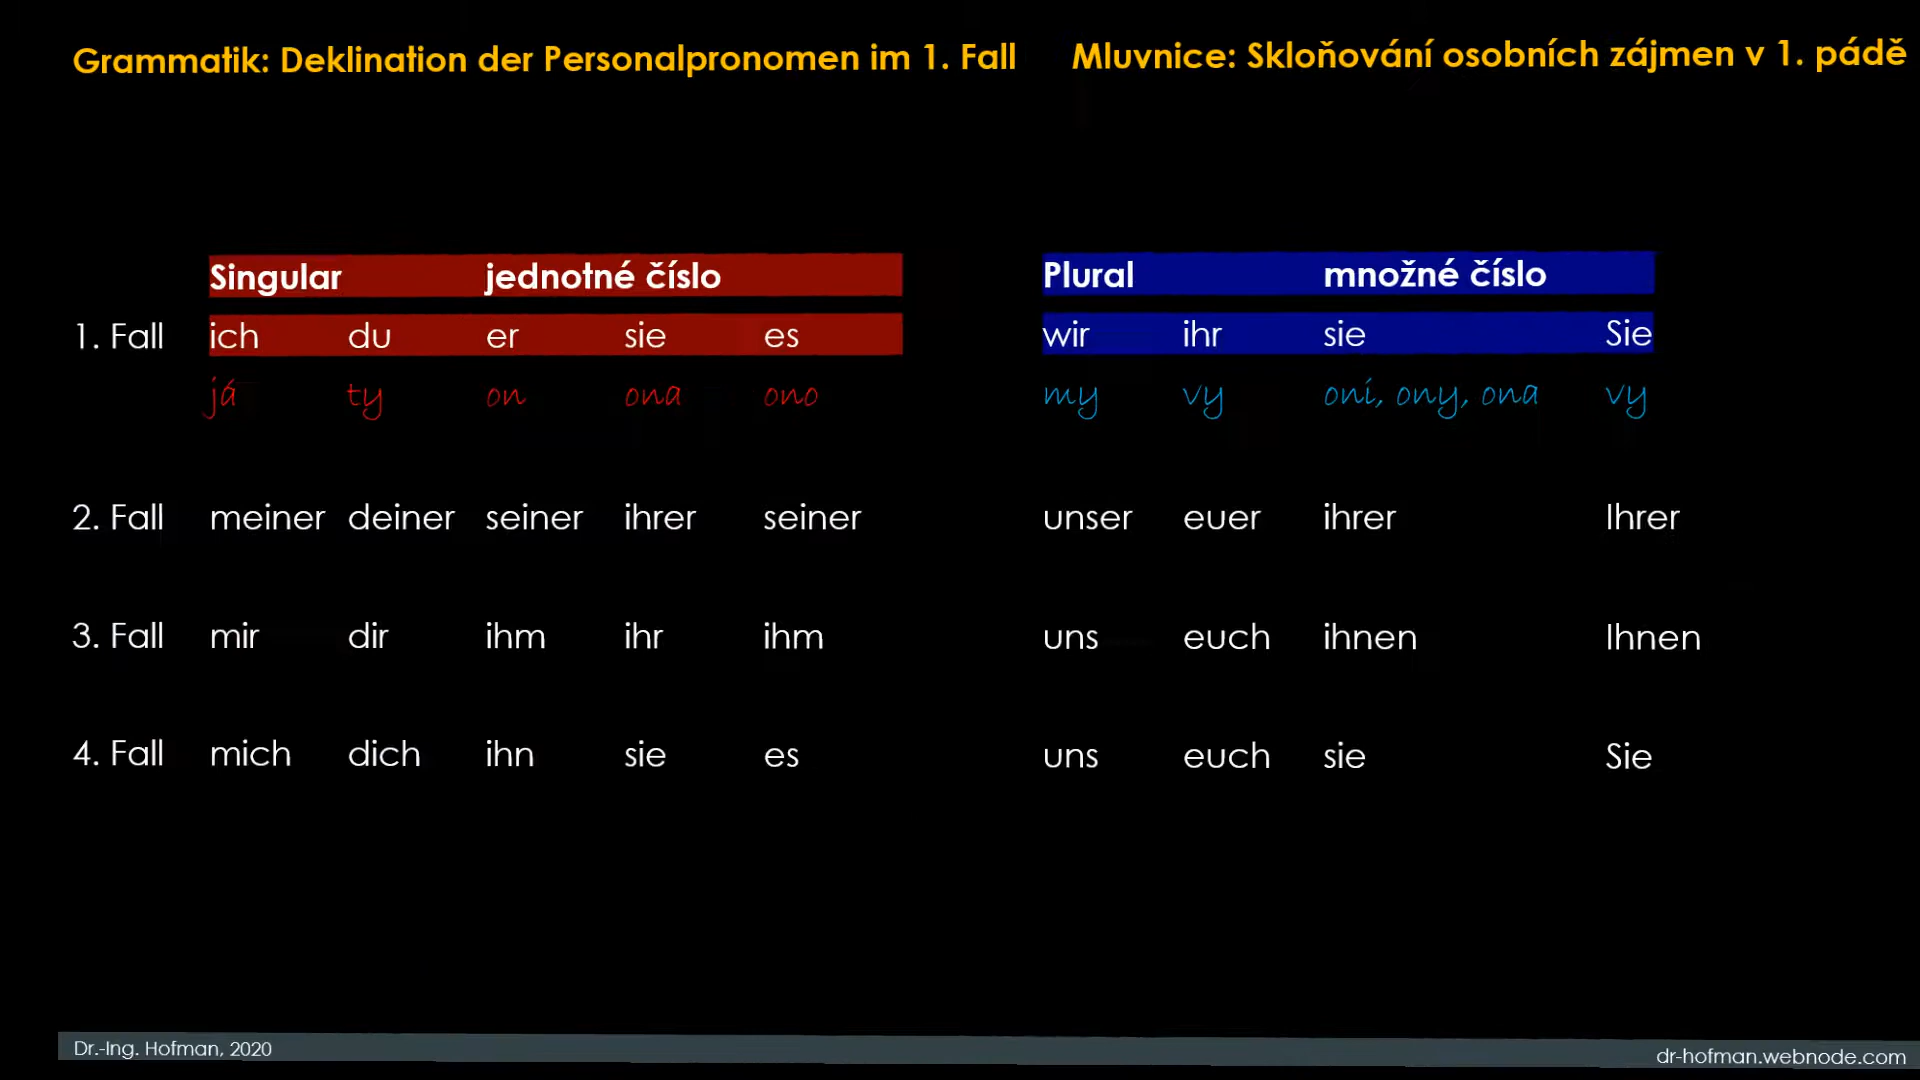 Grammatik: Deklination der Personalpronomen im 1. Fall Mluvnice: Skloňování osobních zájmen v 1. pádě
Singular jednotné číslo Plural množné číslo
1. Fall ich du er sie es wir ihr sie Sie
já ty on ona ono my vy oni, ony, ona vy
2. Fall meiner deiner seiner ihrer seiner unser euer ihrer Ihrer
3. Fall mir dir ihm ihr ihm uns euch ihnen Ihnen
4. Fall mich dich ihn sie es uns euch sie Sie
Dr.-Ing. Hofman, 2020 dr-hofman.webnode.com